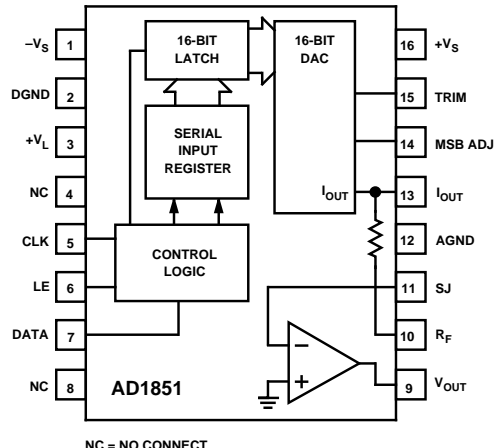 –VS 1
DGND 2
+VL 3
NC 4
CLK 5
LE 6
DATA 7
NC 8
16-BIT
LATCH
SERIAL
INPUT
REGISTER
CONTROL
LOGIC
16-BIT
DAC
IOUT
–
+
AD1851
16 +VS
15 TRIM
14 MSB ADJ
13 IOUT
12 AGND
11 SJ
10 RF
9 VOUT
NC = NO CONNECT